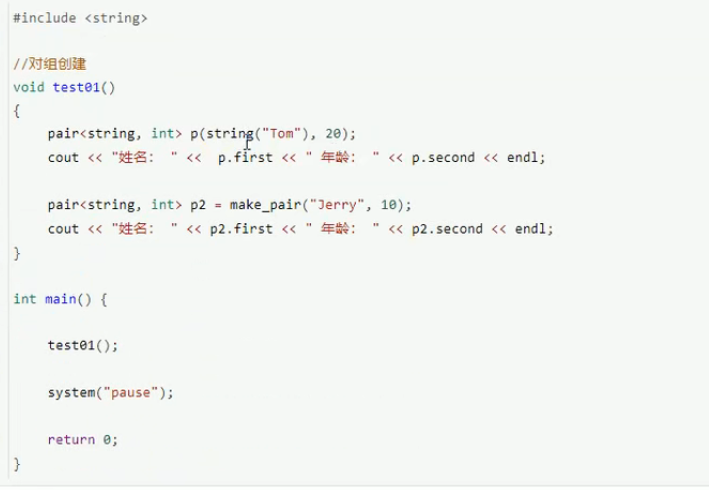 #include <string>
//对组创建
void test01()
{
pair<string, int> p(string("Tom"), 20);
cout << "姓名： " <<  p.first << " 年龄： " << p.second << endl;
pair<string, int> p2 = make_pair("Jerry", 10);
cout << "姓名： " << p2.first << " 年龄： " << p2.second << endl;
}
int main() {
test01();
system("pause");
return 0;
}